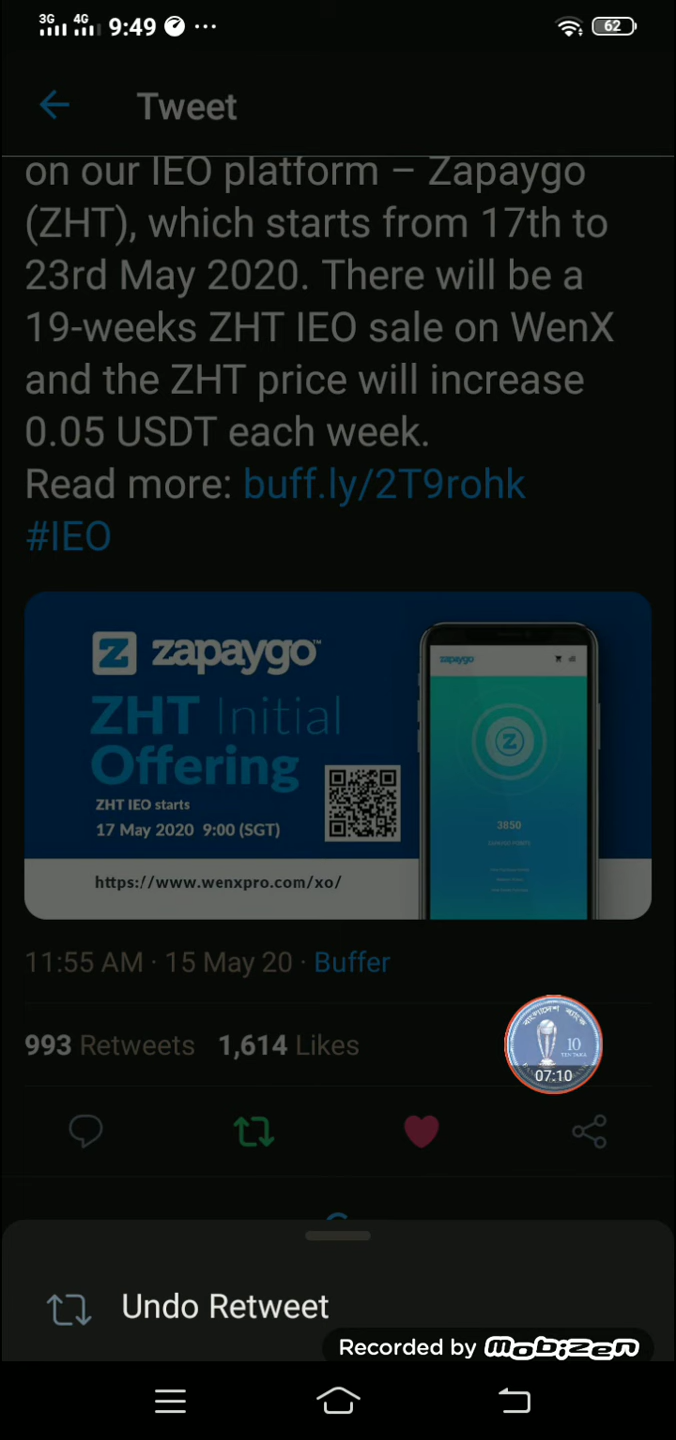 3G 4G 9:49 62
Tweet
on our IEO platform – Zapaygo
(ZHT), which starts from 17th to
23rd May 2020. There will be a
19-weeks ZHT IEO sale on WenX
and the ZHT price will increase
0.05 USDT each week.
Read more: buff.ly/2T9rohk
#IEO
Z zapaygo™
ZHT Initial
Offering
ZHT IEO starts
17 May 2020 9:00 (SGT)
https://www.wenxpro.com/xo/
zapaygo
Z
3850
11:55 AM · 15 May 20 · Buffer
993 Retweets 1,614 Likes
বাংলাদেশ ব্যাংক
10
TEN TAKA
07:10
Undo Retweet
Recorded by mobizen